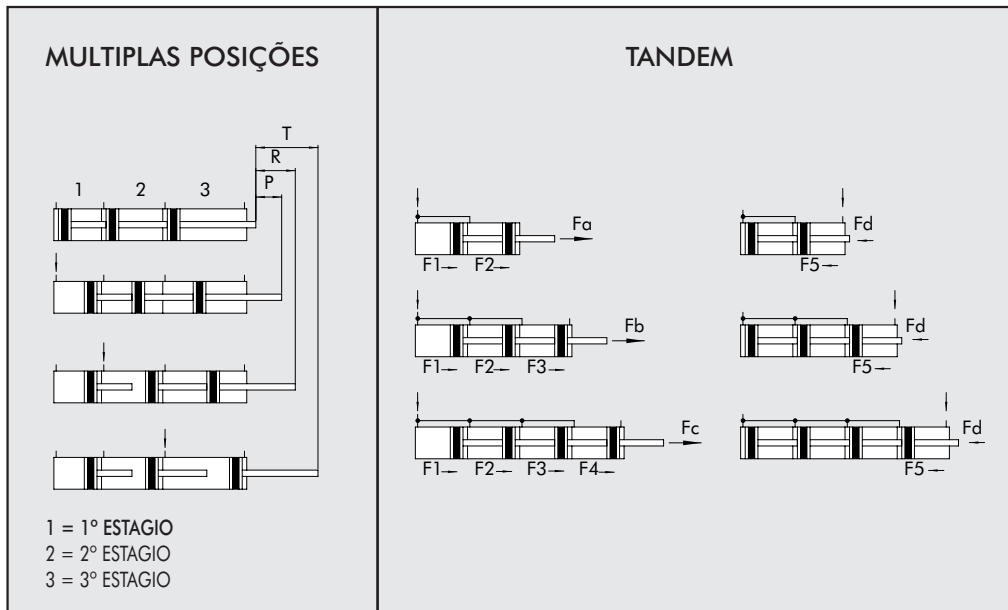 MULTIPLAS POSIÇÕES
T
R
P
1 2 3
1 = 1º ESTAGIO
2 = 2º ESTAGIO
3 = 3º ESTAGIO
TANDEM
Fa
F1 F2
Fd
F5
Fb
F1 F2 F3
Fd
F5
Fc
F1 F2 F3 F4
Fd
F5